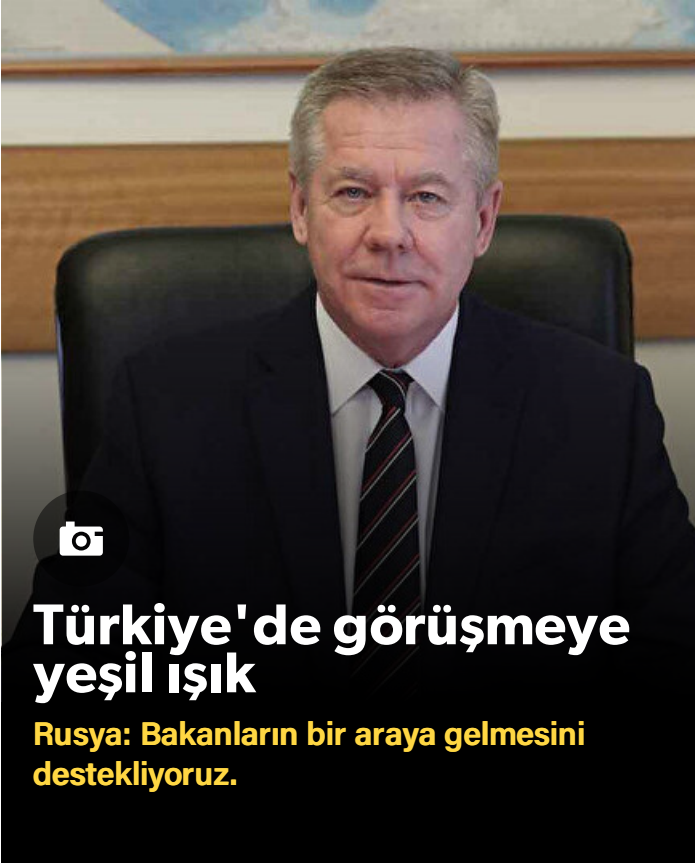 Türkiye'de görüşmeye
yeşil ışık
Rusya: Bakanların bir araya gelmesini
destekliyoruz.